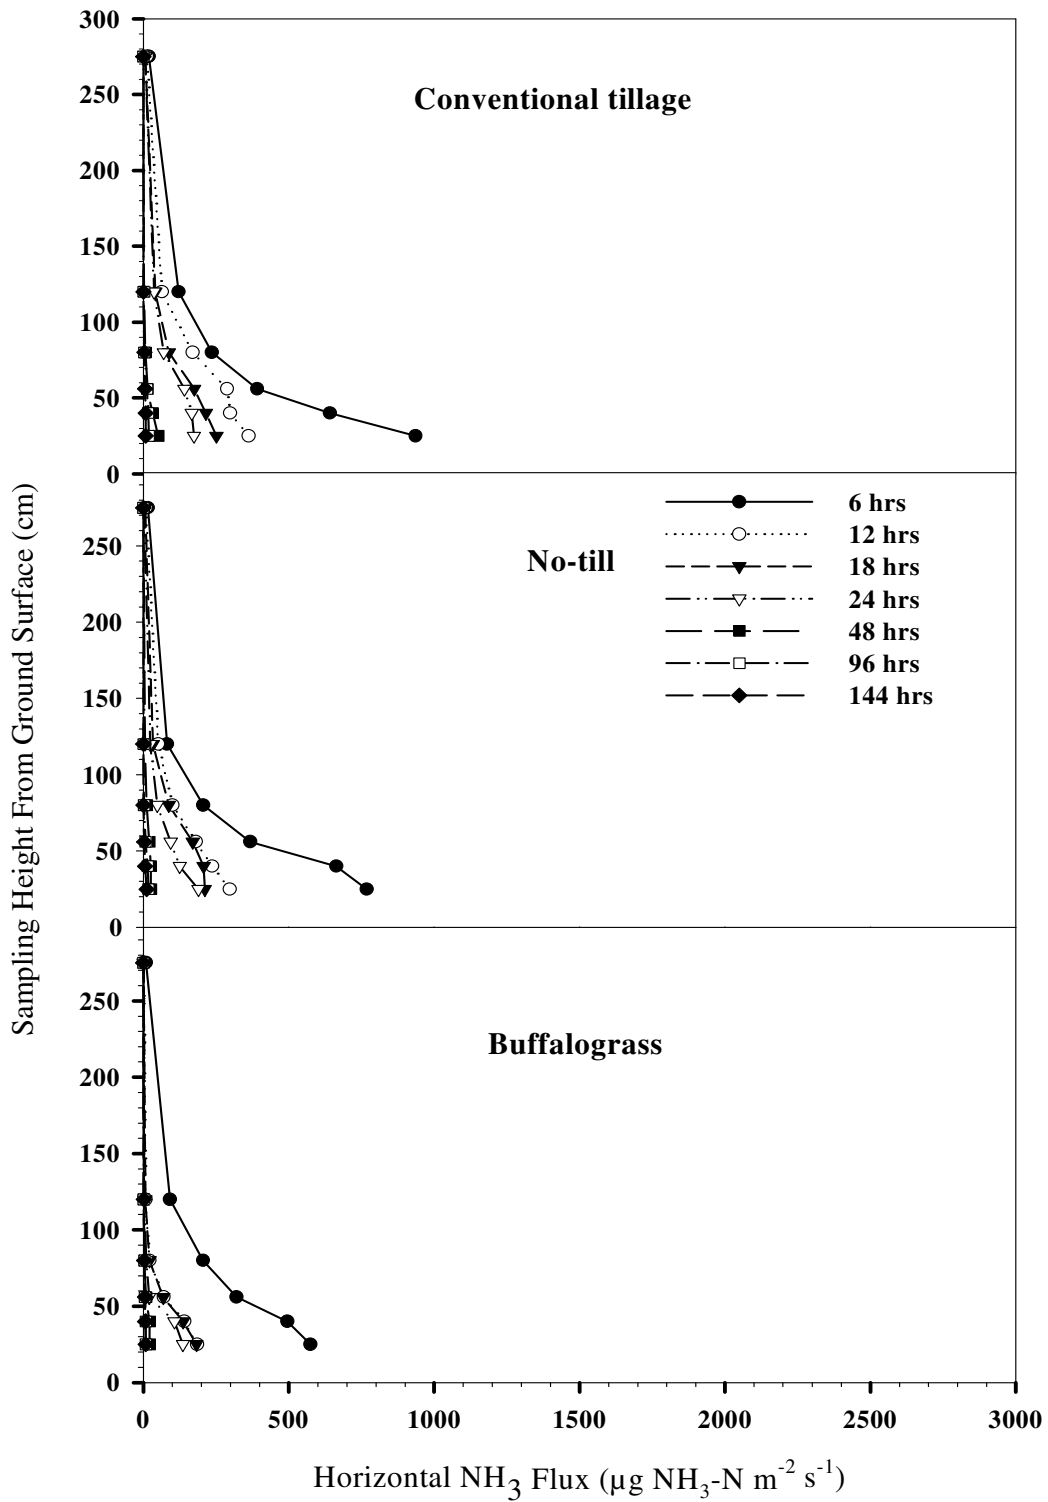 300
250
Conventional tillage
200
150
100
50
0
6 hrs
12 hrs
18 hrs
24 hrs
48 hrs
96 hrs
144 hrs
No-till
250
200
150
100
50
0
Buffalograss
250
200
150
100
50
0
0 500 1000 1500 2000 2500 3000
Sampling Height From Ground Surface (cm)
Horizontal NH3 Flux (µg NH3-N m-2 s-1)